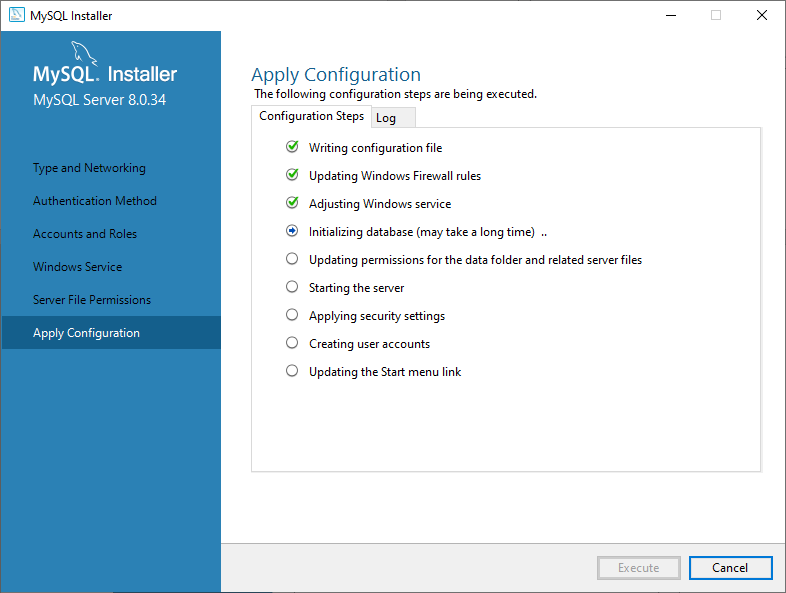 MySQL Installer
MySQL. Installer
MySQL Server 8.0.34
Type and Networking
Authentication Method
Accounts and Roles
Windows Service
Server File Permissions
Apply Configuration
Apply Configuration
The following configuration steps are being executed.
Configuration Steps Log
Writing configuration file
Updating Windows Firewall rules
Adjusting Windows service
Initializing database (may take a long time) ..
Updating permissions for the data folder and related server files
Starting the server
Applying security settings
Creating user accounts
Updating the Start menu link
Execute Cancel